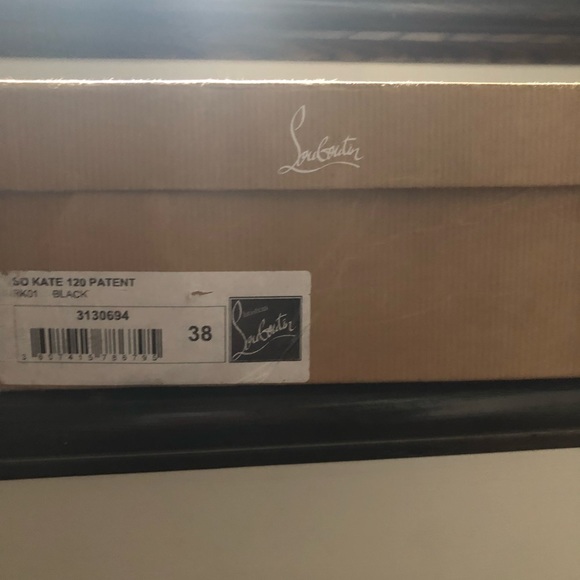 Louboutin
SO KATE 120 PATENT
BK01 BLACK
3130694
38
Louboutin